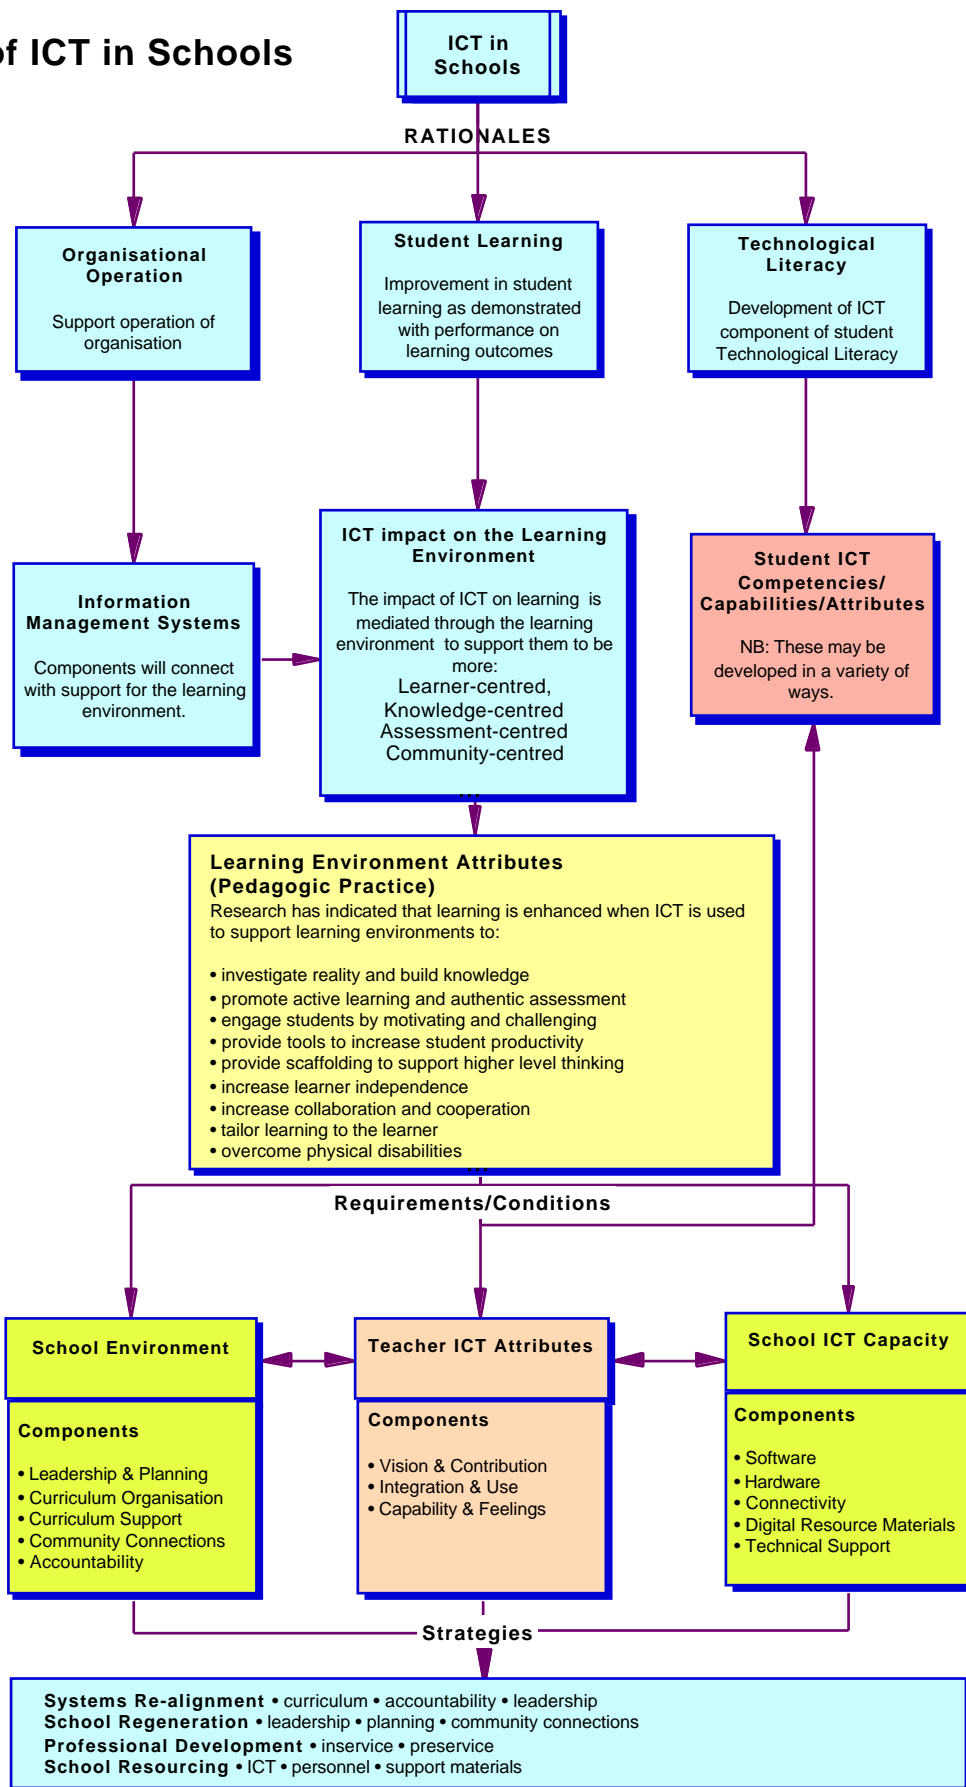 of ICT in Schools
ICT in
Schools
RATIONALES
Organisational
Operation
Support operation of
organisation
Student Learning
Improvement in student
learning as demonstrated
with performance on
learning outcomes
Technological
Literacy
Development of ICT
component of student
Technological Literacy
Information
Management Systems
Components will connect
with support for the learning
environment.
ICT impact on the Learning
Environment
The impact of ICT on learning is
mediated through the learning
environment to support them to be
more:
Learner-centred,
Knowledge-centred
Assessment-centred
Community-centred
...
Student ICT
Competencies/
Capabilities/Attributes
NB: These may be
developed in a variety of
ways.
Learning Environment Attributes
(Pedagogic Practice)
Research has indicated that learning is enhanced when ICT is used
to support learning environments to:
• investigate reality and build knowledge
• promote active learning and authentic assessment
• engage students by motivating and challenging
• provide tools to increase student productivity
• provide scaffolding to support higher level thinking
• increase learner independence
• increase collaboration and cooperation
• tailor learning to the learner
• overcome physical disabilities
...
Requirements/Conditions
School Environment
Components
• Leadership & Planning
• Curriculum Organisation
• Curriculum Support
• Community Connections
• Accountability
Teacher ICT Attributes
Components
• Vision & Contribution
• Integration & Use
• Capability & Feelings
School ICT Capacity
Components
• Software
• Hardware
• Connectivity
• Digital Resource Materials
• Technical Support
Strategies
Systems Re-alignment • curriculum • accountability • leadership
School Regeneration • leadership • planning • community connections
Professional Development • inservice • preservice
School Resourcing • ICT • personnel • support materials